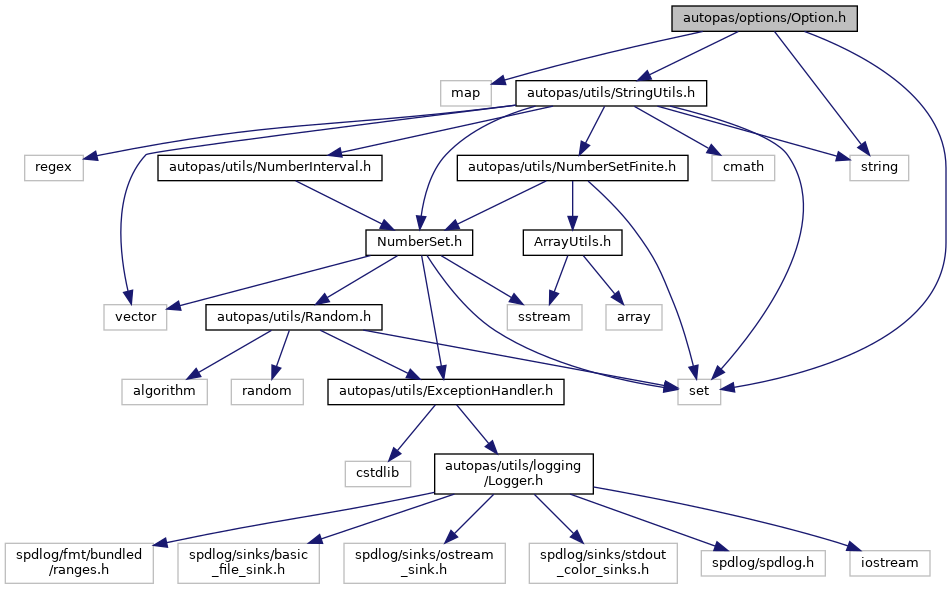 autopas/options/Option.h
map
autopas/utils/StringUtils.h
regex
autopas/utils/NumberInterval.h
autopas/utils/NumberSetFinite.h
cmath
string
NumberSet.h
ArrayUtils.h
vector
autopas/utils/Random.h
sstream
array
algorithm
random
autopas/utils/ExceptionHandler.h
set
cstdlib
autopas/utils/logging
/Logger.h
spdlog/fmt/bundled
/ranges.h
spdlog/sinks/basic
_file_sink.h
spdlog/sinks/ostream
_sink.h
spdlog/sinks/stdout
_color_sinks.h
spdlog/spdlog.h
iostream